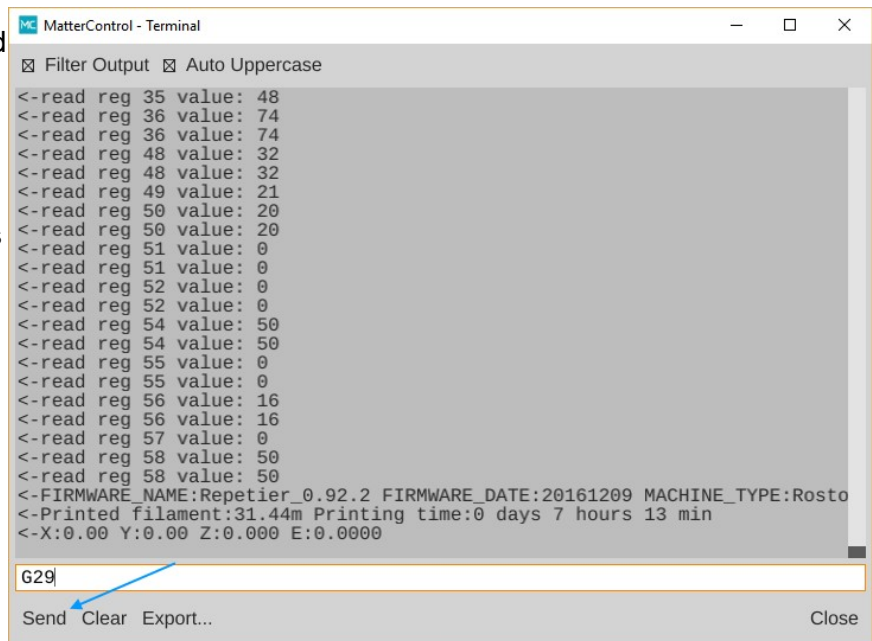 MC MatterControl - Terminal
Filter Output Auto Uppercase
<-read reg 35 value: 48
<-read reg 36 value: 74
<-read reg 36 value: 74
<-read reg 48 value: 32
<-read reg 48 value: 32
<-read reg 49 value: 21
<-read reg 50 value: 20
<-read reg 50 value: 20
<-read reg 51 value: 0
<-read reg 51 value: 0
<-read reg 52 value: 0
<-read reg 52 value: 0
<-read reg 54 value: 50
<-read reg 54 value: 50
<-read reg 55 value: 0
<-read reg 55 value: 0
<-read reg 56 value: 16
<-read reg 56 value: 16
<-read reg 57 value: 0
<-read reg 58 value: 50
<-read reg 58 value: 50
<-FIRMWARE_NAME:Repetier_0.92.2 FIRMWARE_DATE:20161209 MACHINE_TYPE:Rosto
<-Printed filament:31.44m Printing time:0 days 7 hours 13 min
<-X:0.00 Y:0.00 Z:0.000 E:0.0000
G29
Send Clear Export... Close